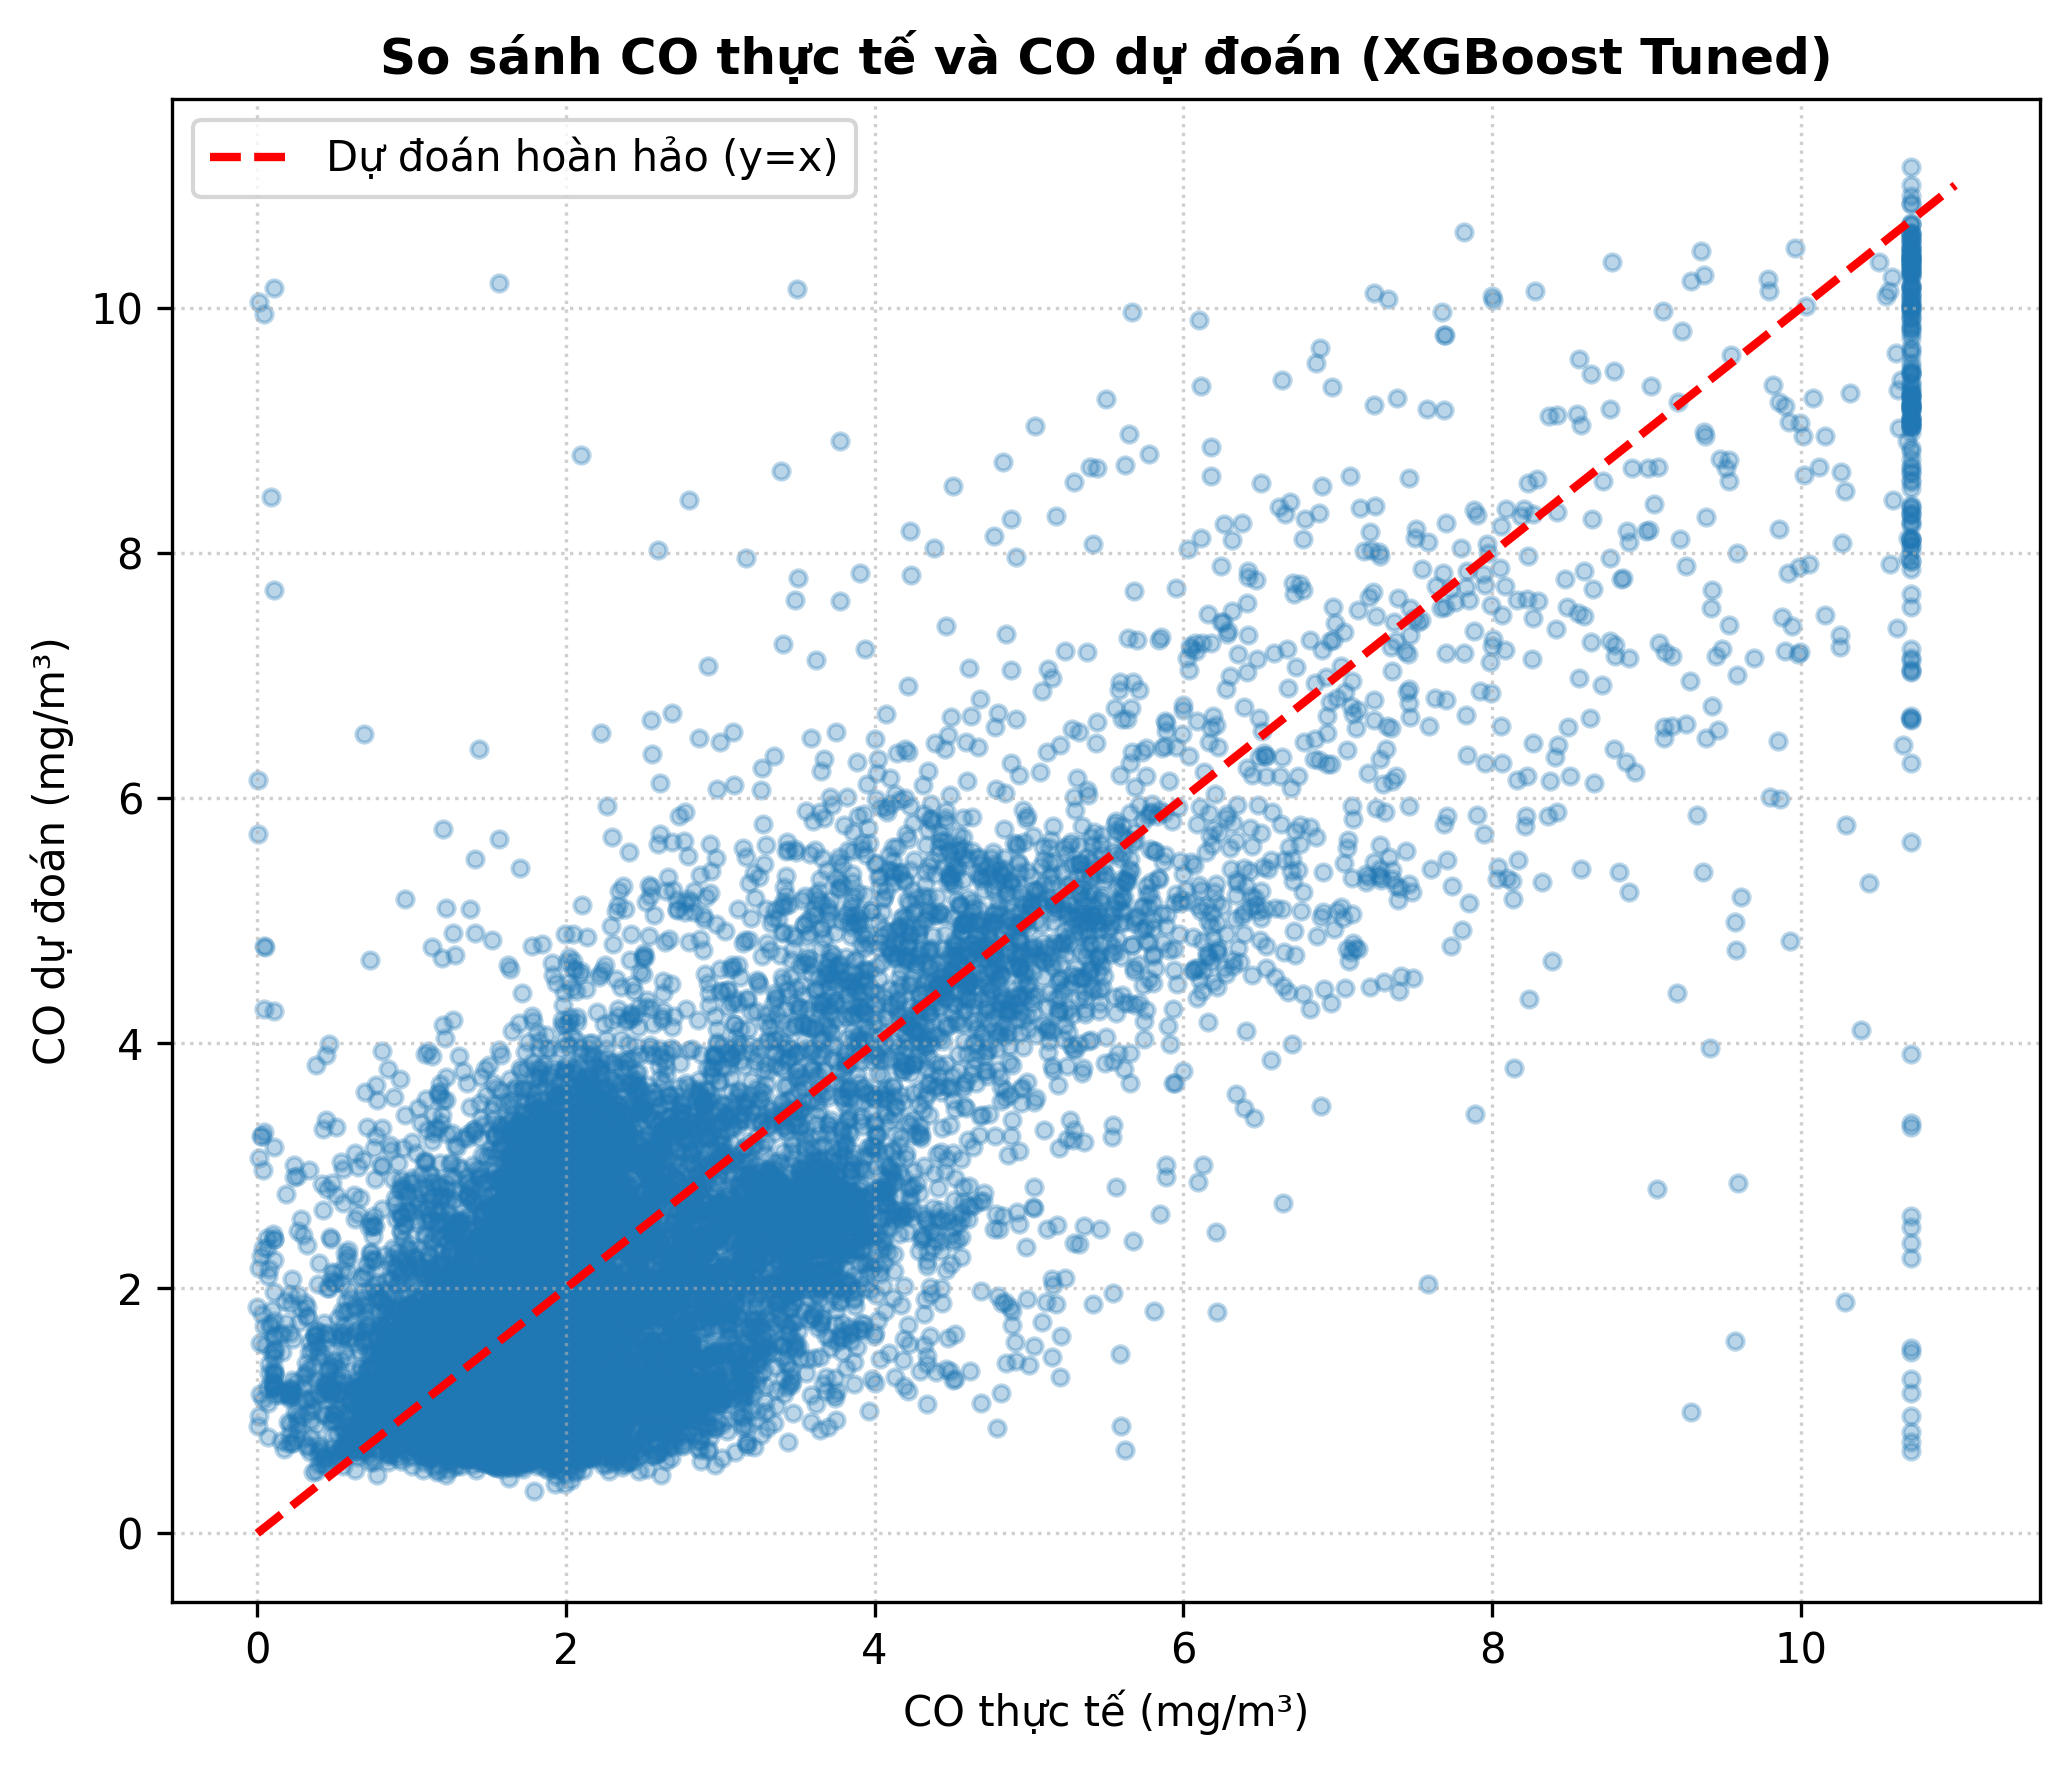 So sánh CO thực tế và CO dự đoán (XGBoost Tuned)
Dự đoán hoàn hảo (y=x)
CO dự đoán (mg/m³)
10
8
6
4
2
0
0 2 4 6 8 10
CO thực tế (mg/m³)